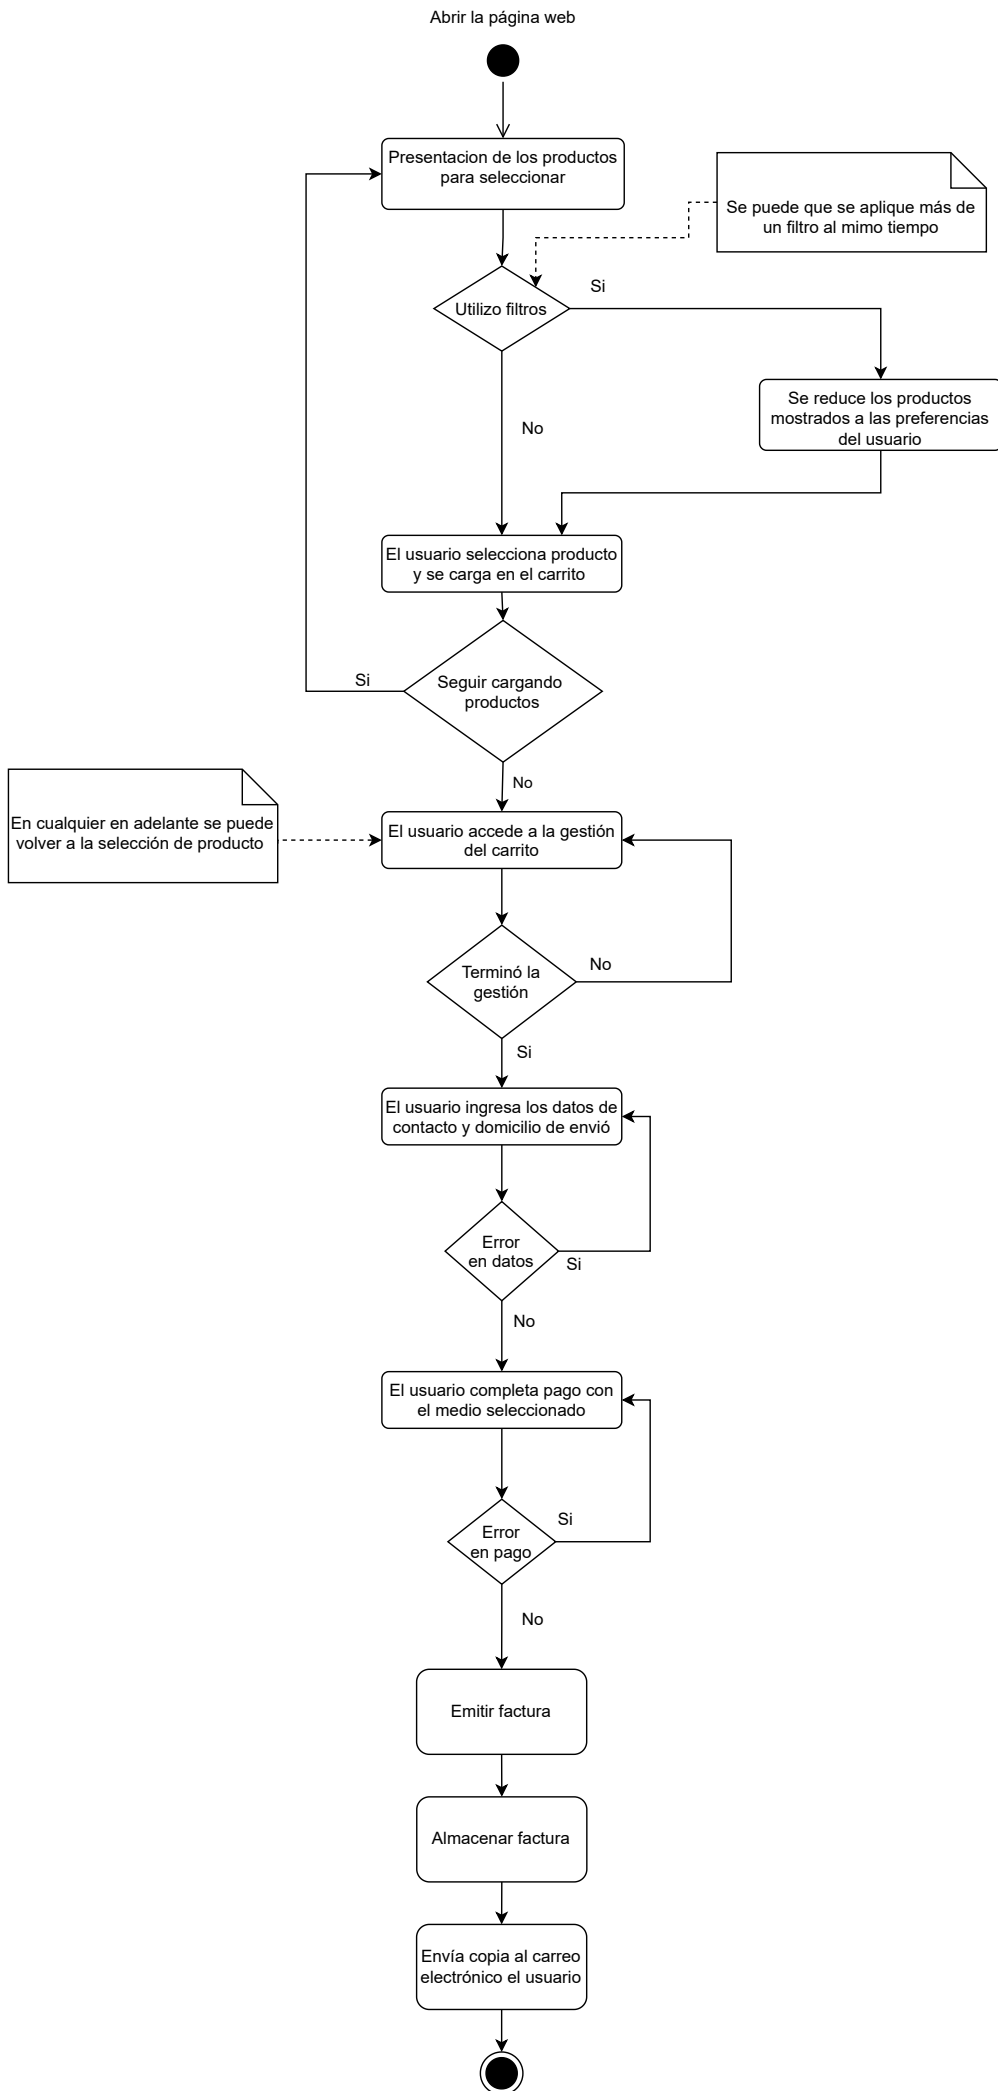 Abrir la página web
Presentacion de los productos
para seleccionar
Se puede que se aplique más de
un filtro al mimo tiempo
Si
Utilizo filtros
Se reduce los productos
mostrados a las preferencias
del usuario
No
El usuario selecciona producto
y se carga en el carrito
Si
Seguir cargando
productos
No
En cualquier en adelante se puede
volver a la selección de producto
El usuario accede a la gestión
del carrito
No
Terminó la
gestión
Si
El usuario ingresa los datos de
contacto y domicilio de envió
Error
en datos
Si
No
El usuario completa pago con
el medio seleccionado
Si
Error
en pago
No
Emitir factura
Almacenar factura
Envía copia al carreo
electrónico el usuario